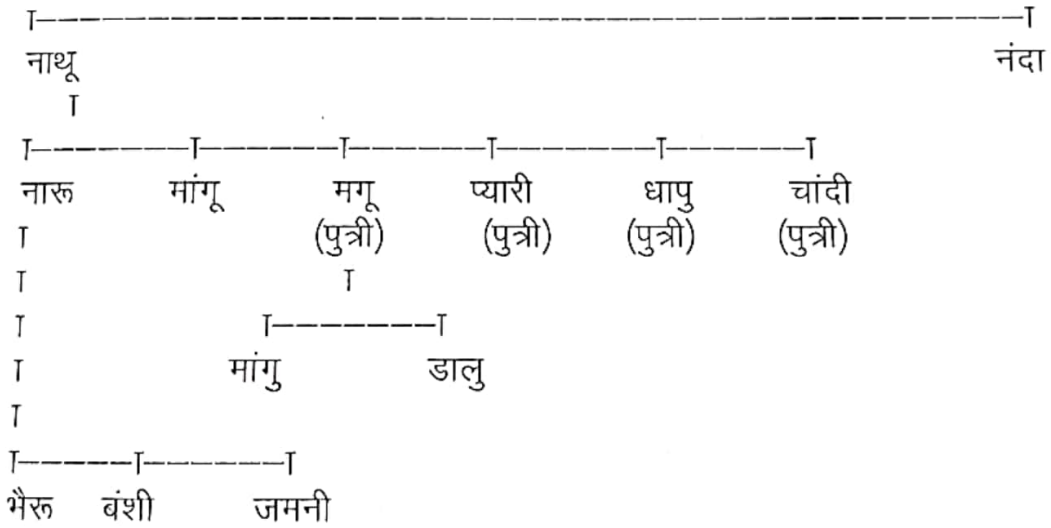 नाथू नंदा
नारू मांगू मगू प्यारी धापु चांदी
(पुत्री) (पुत्री) (पुत्री) (पुत्री)
मांगु डालु
भैरू बंशी जमनी